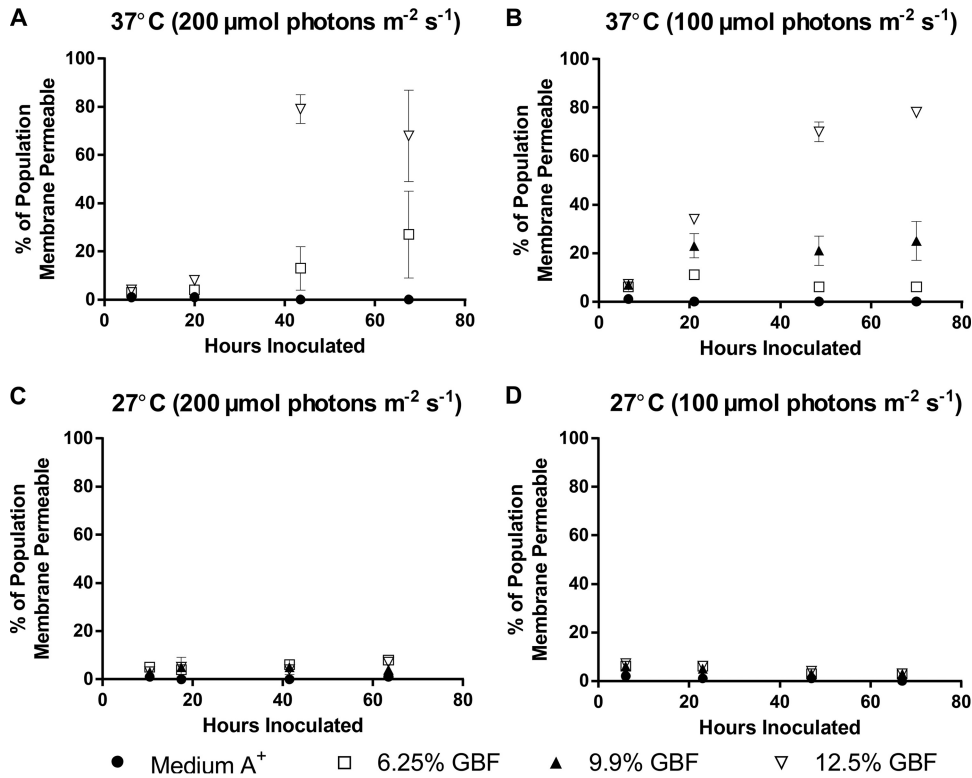 A
37°C (200 µmol photons m⁻² s⁻¹)
% of Population
Membrane Permeable
100
80
60
40
20
0
0 20 40 60 80
Hours Inoculated
B
37°C (100 µmol photons m⁻² s⁻¹)
% of Population
Membrane Permeable
100
80
60
40
20
0
0 20 40 60 80
Hours Inoculated
C
27°C (200 µmol photons m⁻² s⁻¹)
% of Population
Membrane Permeable
100
80
60
40
20
0
0 20 40 60 80
Hours Inoculated
D
27°C (100 µmol photons m⁻² s⁻¹)
% of Population
Membrane Permeable
100
80
60
40
20
0
0 20 40 60 80
Hours Inoculated
Medium A⁺ 6.25% GBF 9.9% GBF 12.5% GBF